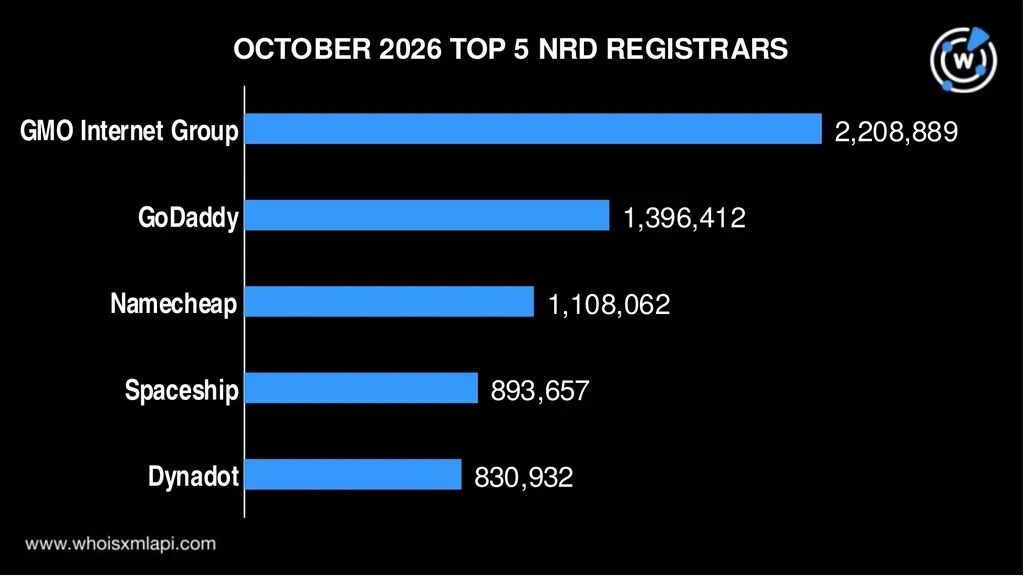 OCTOBER 2026 TOP 5 NRD REGISTRARS
W
GMO Internet Group 2,208,889
GoDaddy 1,396,412
Namecheap 1,108,062
Spaceship 893,657
Dynadot 830,932
www.whoisxmlapi.com